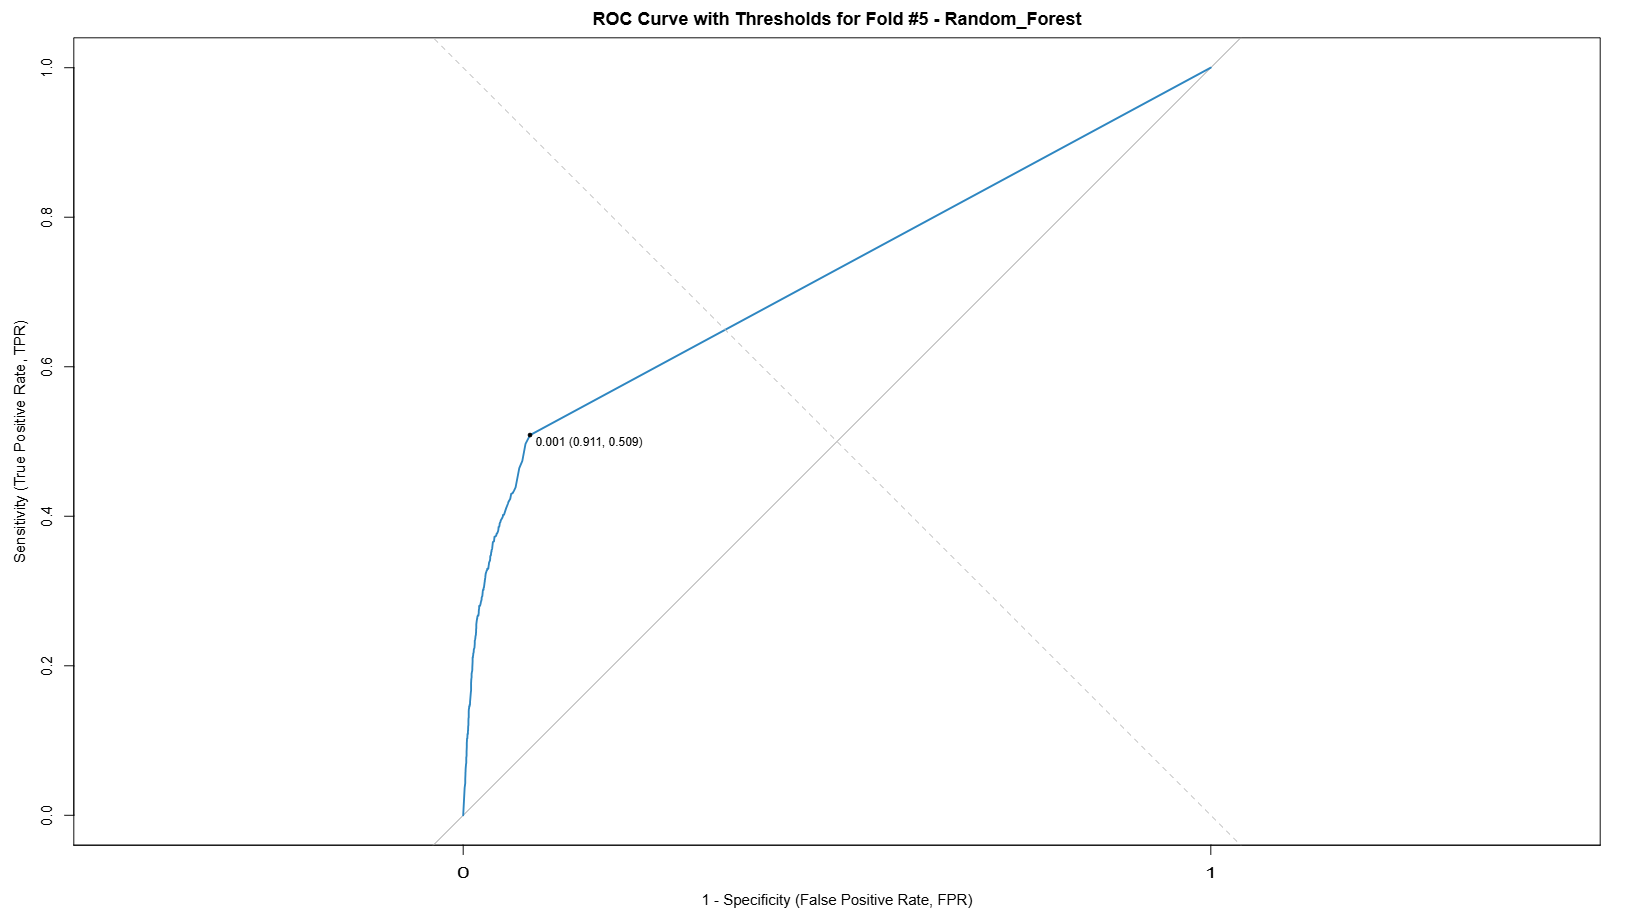 ROC Curve with Thresholds for Fold #5 - Random_Forest
Sensitivity (True Positive Rate, TPR)
1.0
0.8
0.6
0.4
0.2
0.0
0.001 (0.911, 0.509)
0
1
1 - Specificity (False Positive Rate, FPR)